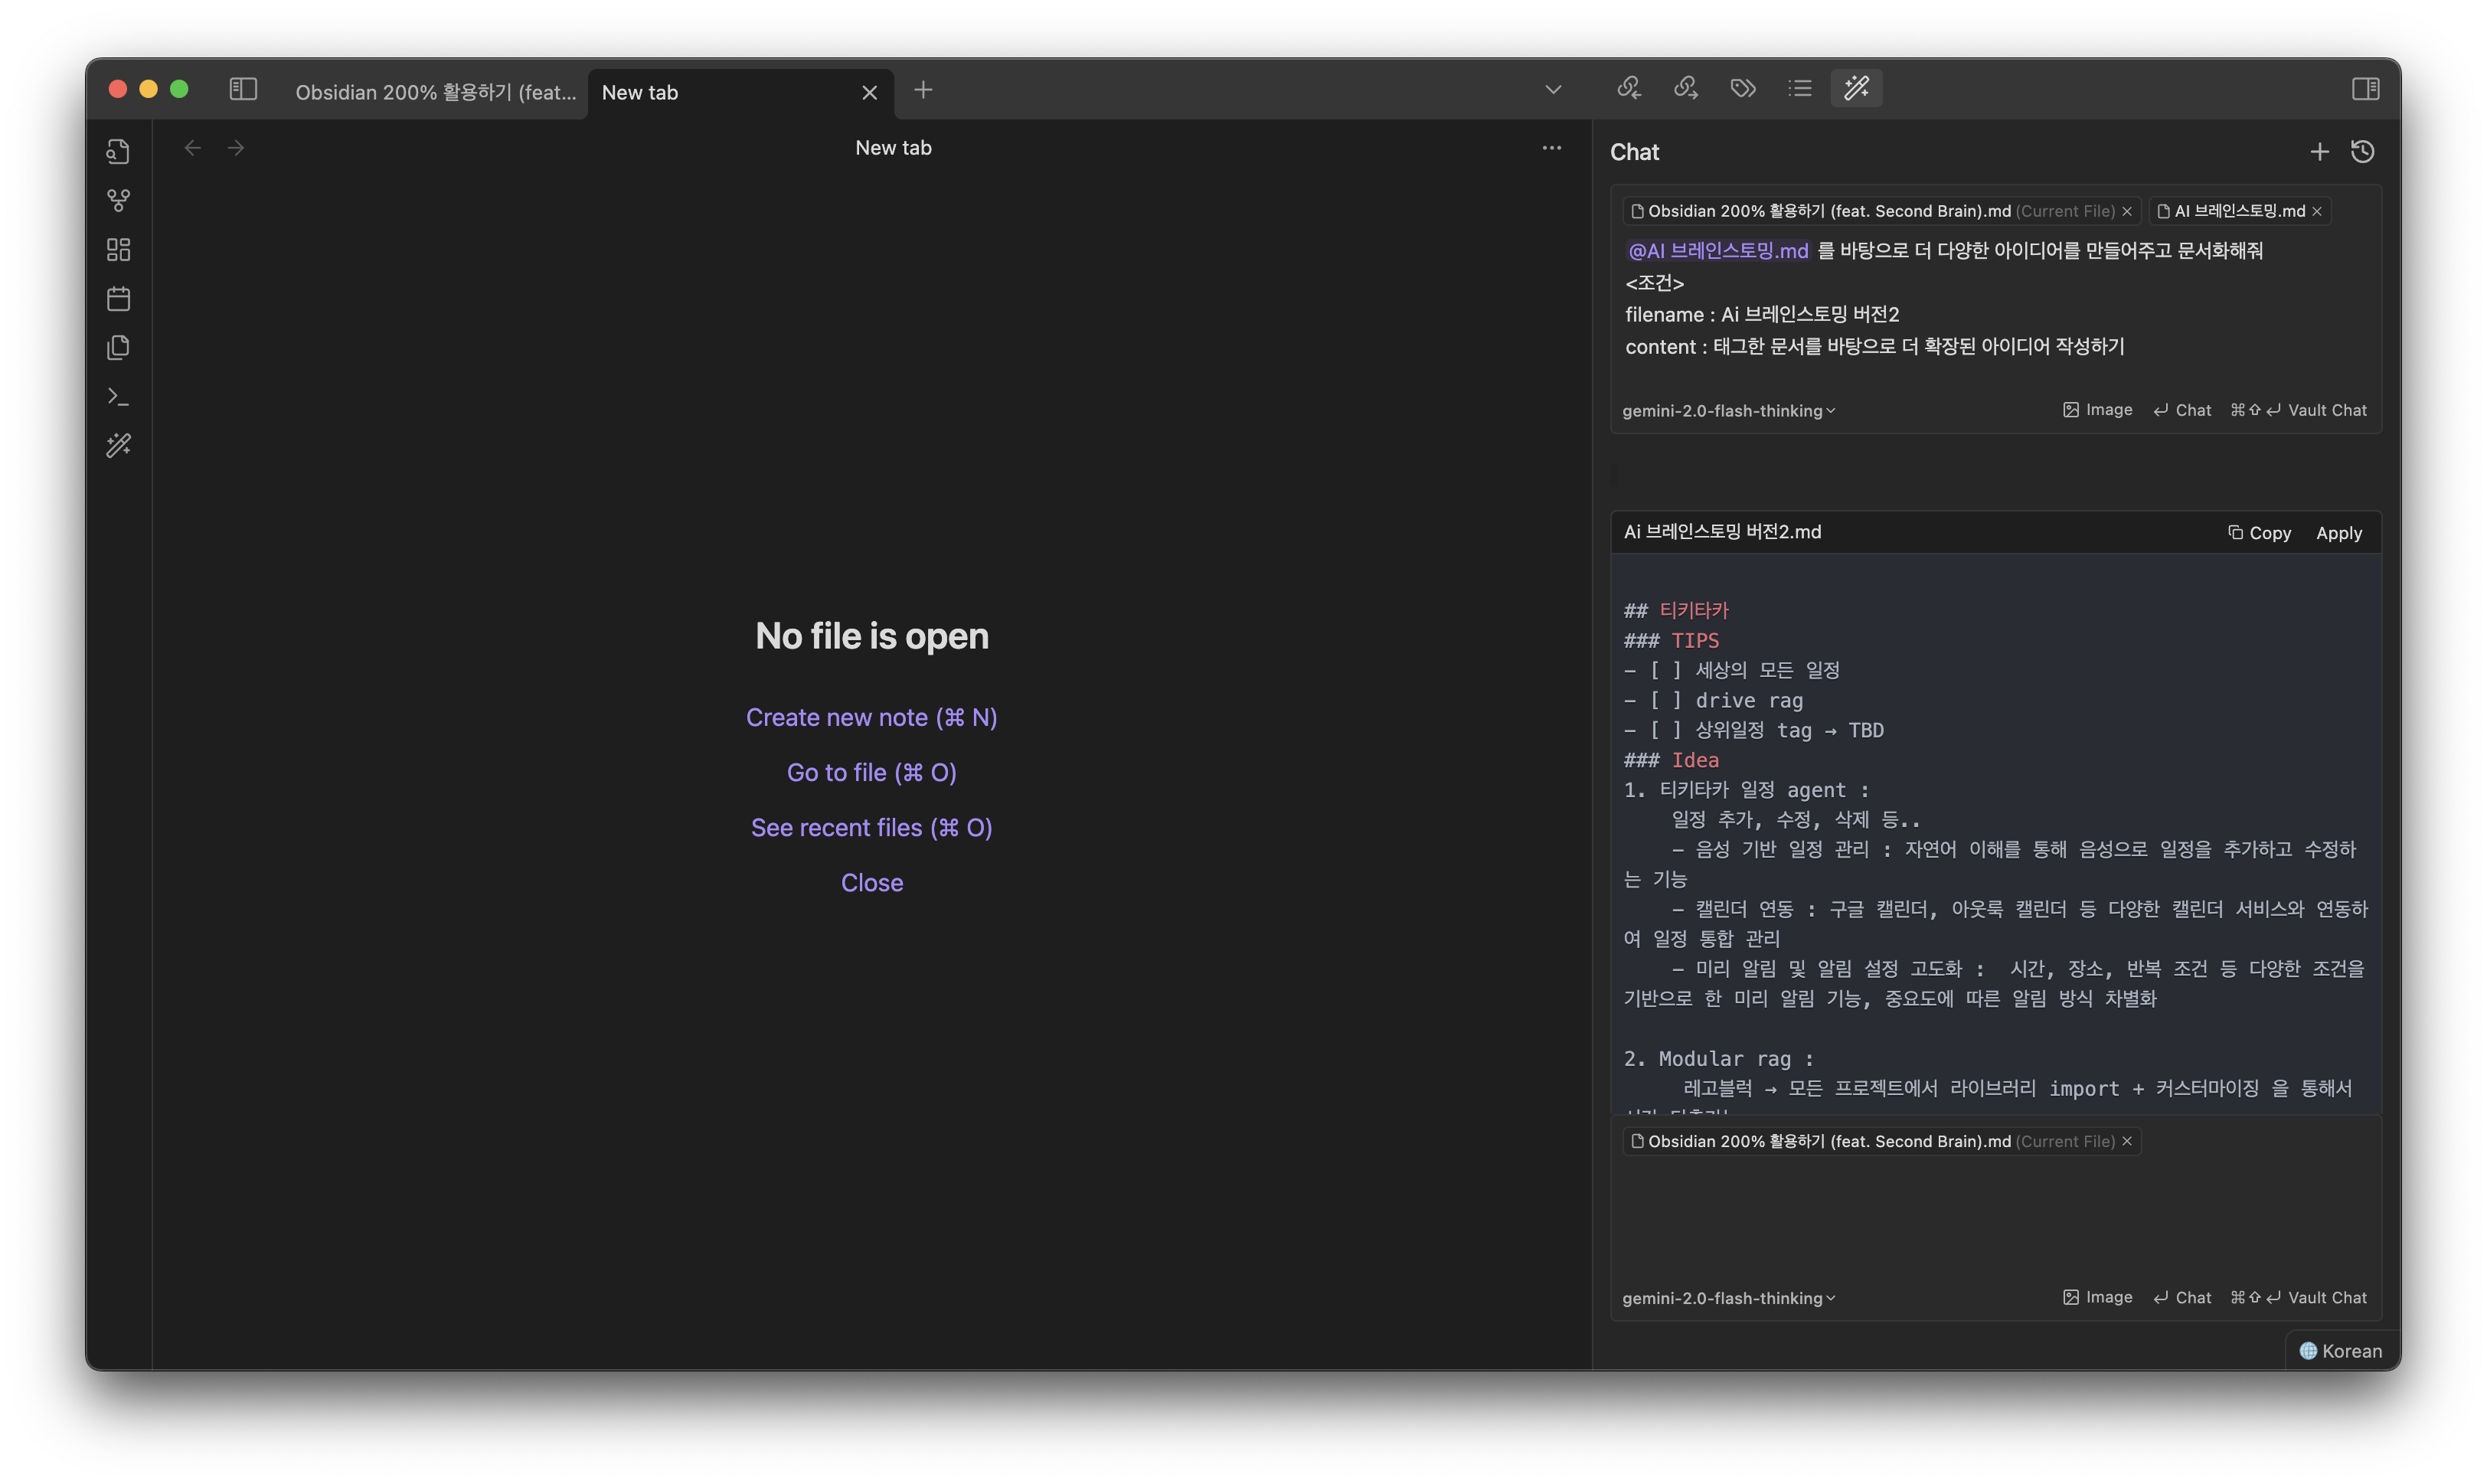 Obsidian 200% 활용하기 (feat...
New tab
New tab
No file is open
Create new note (⌘ N)
Go to file (⌘ O)
See recent files (⌘ O)
Close
Chat
Obsidian 200% 활용하기 (feat. Second Brain).md (Current File)
AI 브레인스토밍.md
@AI 브레인스토밍.md 를 바탕으로 더 다양한 아이디어를 만들어주고 문서화해줘
<조건>
filename : Ai 브레인스토밍 버전2
content : 태그한 문서를 바탕으로 더 확장된 아이디어 작성하기
gemini-2.0-flash-thinking
Image
Chat
⌘⇧ Vault Chat
Ai 브레인스토밍 버전2.md
Copy
Apply
## 티키타카
### TIPS
- [ ] 세상의 모든 일정
- [ ] drive rag
- [ ] 상위일정 tag → TBD
### Idea
1. 티키타카 일정 agent :
일정 추가, 수정, 삭제 등..
- 음성 기반 일정 관리 : 자연어 이해를 통해 음성으로 일정을 추가하고 수정하
는 기능
- 캘린더 연동 : 구글 캘린더, 아웃룩 캘린더 등 다양한 캘린더 서비스와 연동하
여 일정 통합 관리
- 미리 알림 및 알림 설정 고도화 : 시간, 장소, 반복 조건 등 다양한 조건을
기반으로 한 미리 알림 기능, 중요도에 따른 알림 방식 차별화
2. Modular rag :
레고블럭 → 모든 프로젝트에서 라이브러리 import + 커스터마이징 을 통해서
Obsidian 200% 활용하기 (feat. Second Brain).md (Current File)
gemini-2.0-flash-thinking
Image
Chat
⌘⇧ Vault Chat
Korean